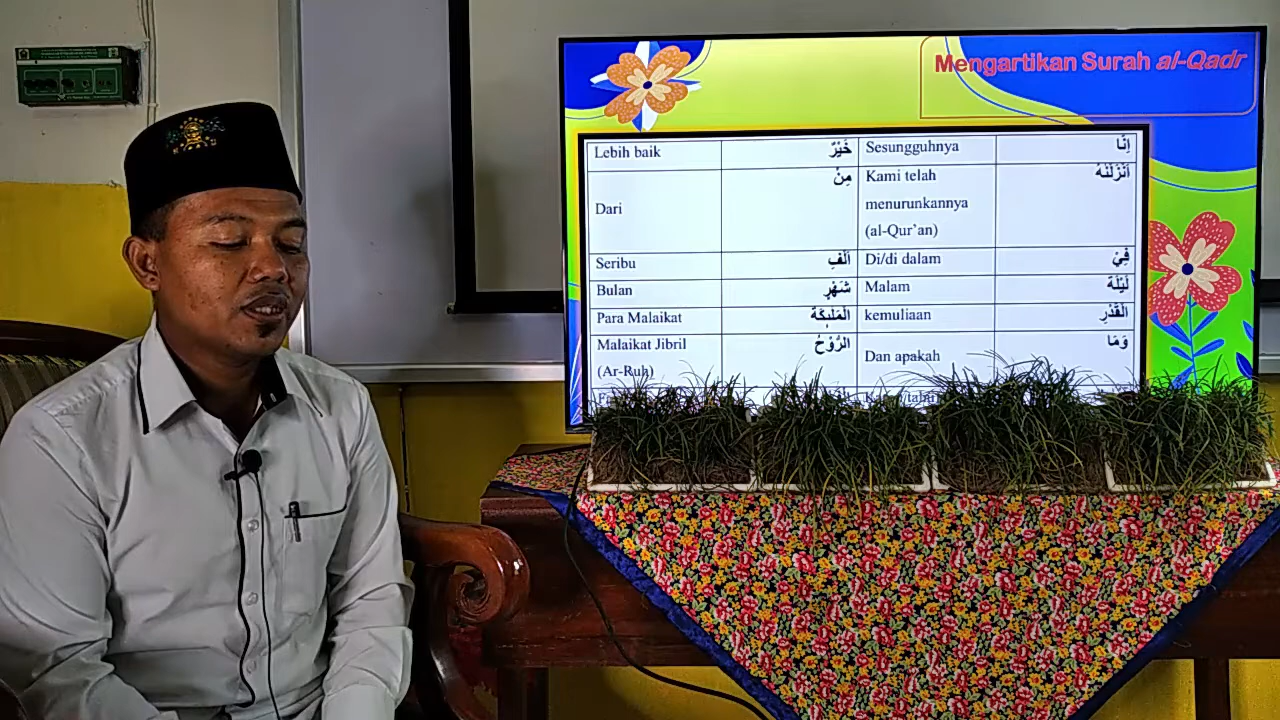 Mengartikan Surah al-Qadr
Lebih baik خَيْرٌ Sesungguhnya اِنَّا
Dari مِنْ Kami telah اَنْزَلْنٰهُ
menurunkannya
(al-Qur'an)
Seribu اَلْفِ Di/di dalam فِيْ
Bulan شَهْرٍ Malam لَيْلَةِ
Para Malaikat الْمَلٰۤىِٕكَةُ kemuliaan الْقَدْرِ
Malaikat Jibril الرُّوْحُ Dan apakah وَمَا
(Ar-Ruh)